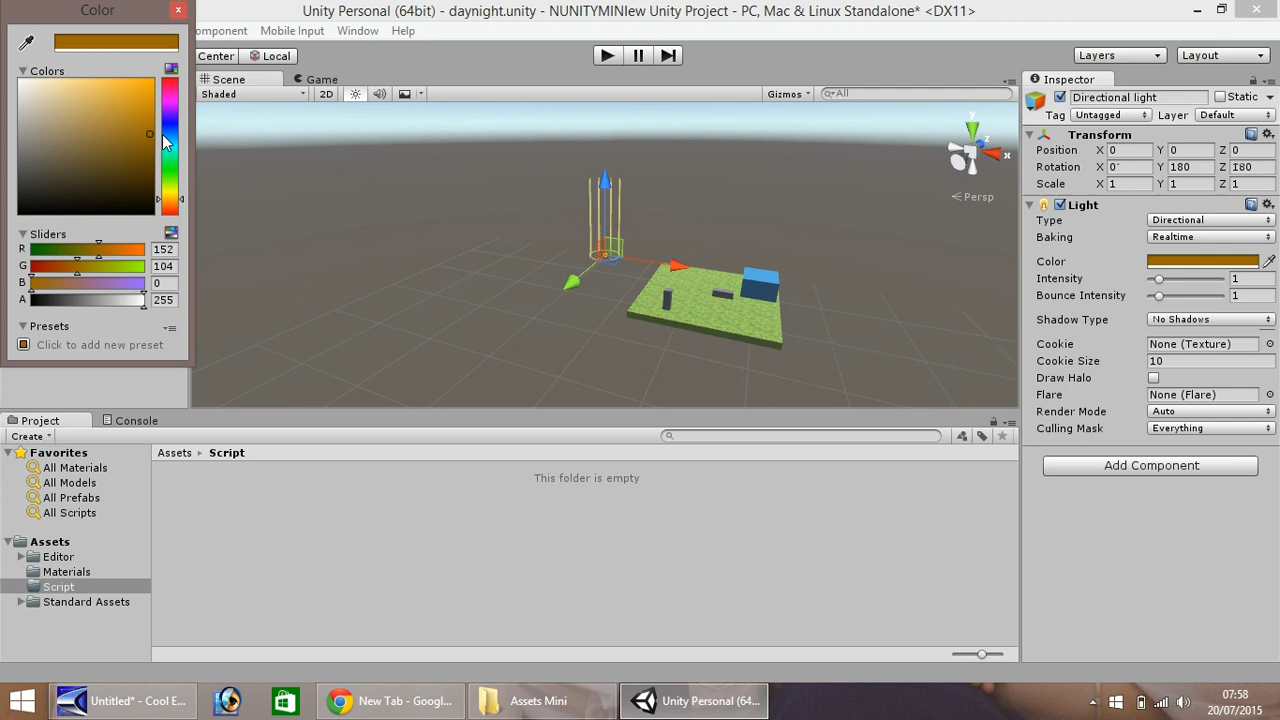 Color
Unity Personal (64bit) - daynight.unity - NUNITYMINIew Unity Project - PC, Mac & Linux Standalone* <DX11>
omponent Mobile Input Window Help
Center Local
Layers Layout
Colors
Scene Game
Inspector
Shaded 2D Gizmos All
Directional light Static
Tag Untagged Layer Default
Transform
Position X 0 Y 0 Z 0
Rotation X 0 Y 180 Z 180
Scale X 1 Y 1 Z 1
y
z
x
Persp
Light
Type Directional
Baking Realtime
Color
Intensity 1
Bounce Intensity 1
Shadow Type No Shadows
Cookie None (Texture)
Cookie Size 10
Draw Halo
Flare None (Flare)
Render Mode Auto
Culling Mask Everything
Add Component
Sliders
R 152
G 104
B 0
A 255
Presets
Click to add new preset
Project Console
Create
Favorites
All Materials
All Models
All Prefabs
All Scripts
Assets
Editor
Materials
Script
Standard Assets
Assets Script
This folder is empty
Untitled* - Cool E... New Tab - Googl... Assets Mini Unity Personal (64...
07:58
20/07/2015